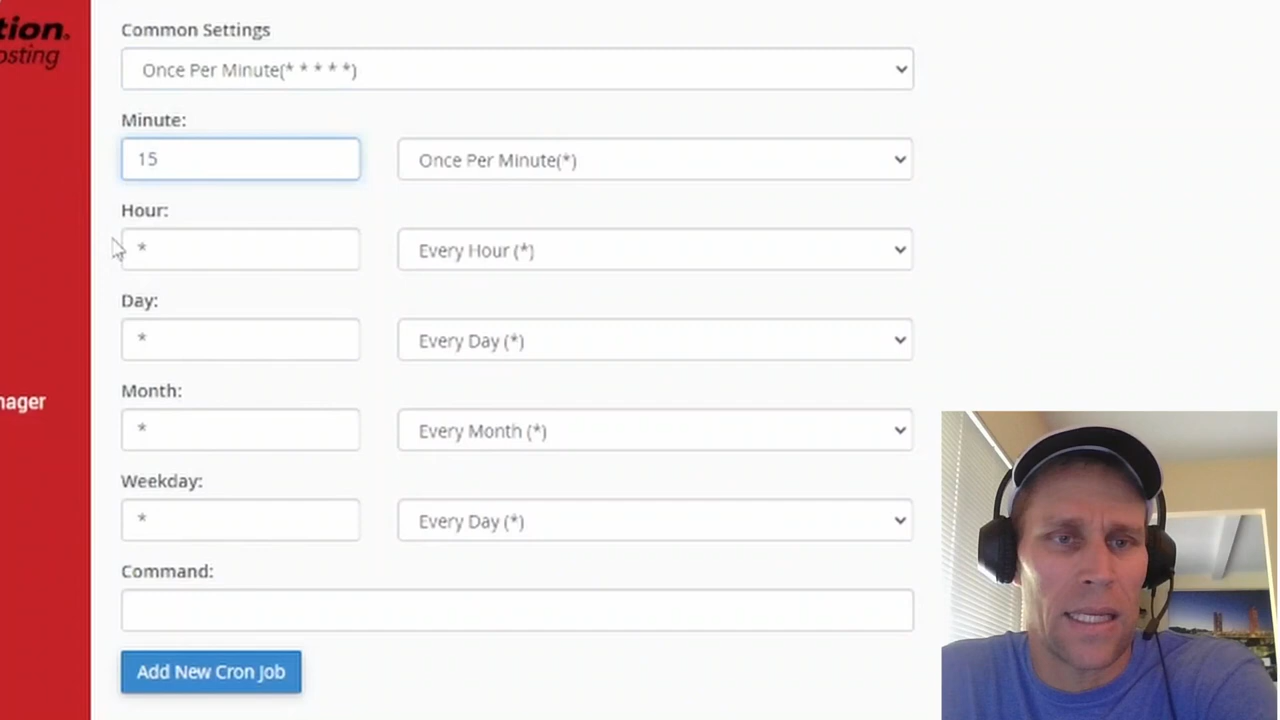 tion.
osting
nager
Common Settings
Once Per Minute(* * * * *)
Minute:
15
Once Per Minute(*)
Hour:
*
Every Hour (*)
Day:
*
Every Day (*)
Month:
*
Every Month (*)
Weekday:
*
Every Day (*)
Command:
Add New Cron Job